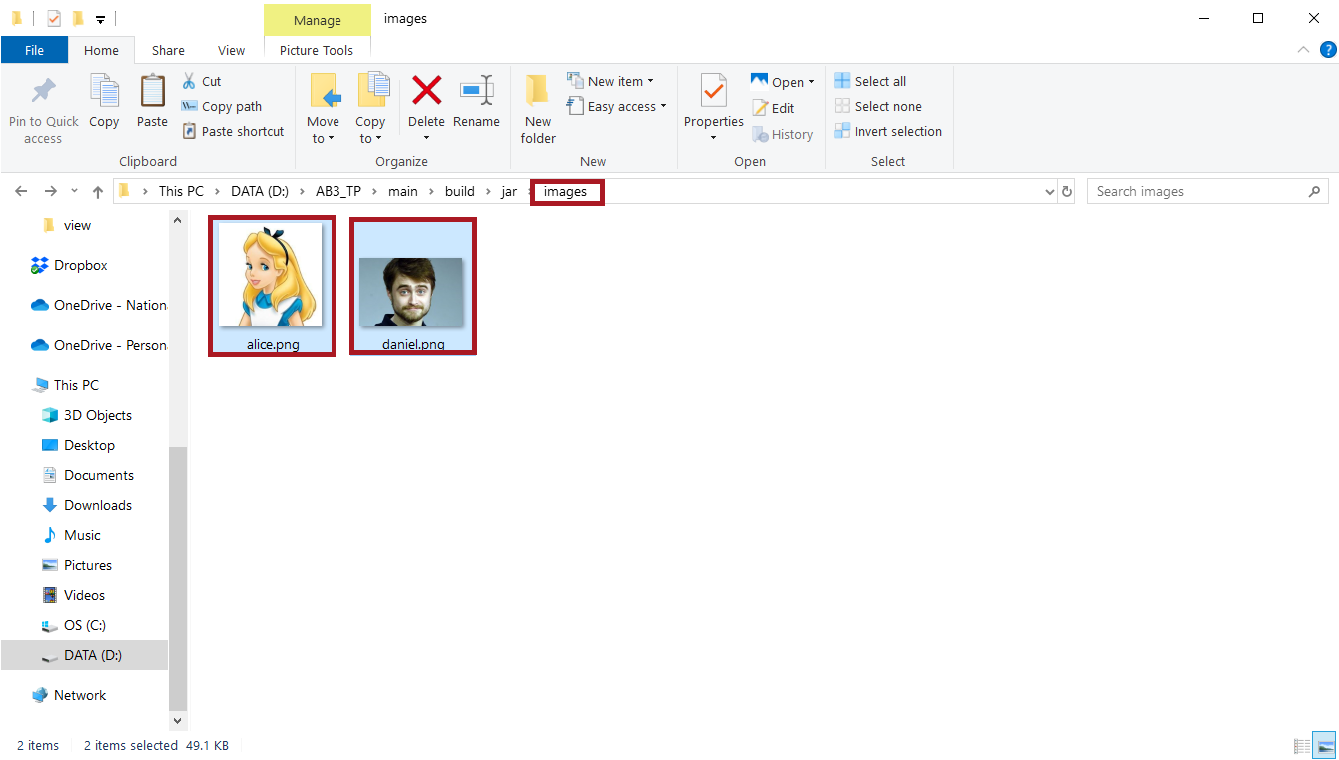 Manage images
File Home Share View Picture Tools
?
Pin to Quick access
Copy
Paste
Cut
Copy path
Paste shortcut
Clipboard
Move to
Copy to
Delete
Rename
Organize
New folder
New item
Easy access
New
Properties
Open
Edit
History
Open
Select all
Select none
Invert selection
Select
This PC > DATA (D:) > AB3_TP > main > build > jar > images
Search images
view
Dropbox
OneDrive - Nation
OneDrive - Person
This PC
3D Objects
Desktop
Documents
Downloads
Music
Pictures
Videos
OS (C:)
DATA (D:)
Network
alice.png daniel.png
2 items 2 items selected 49.1 KB